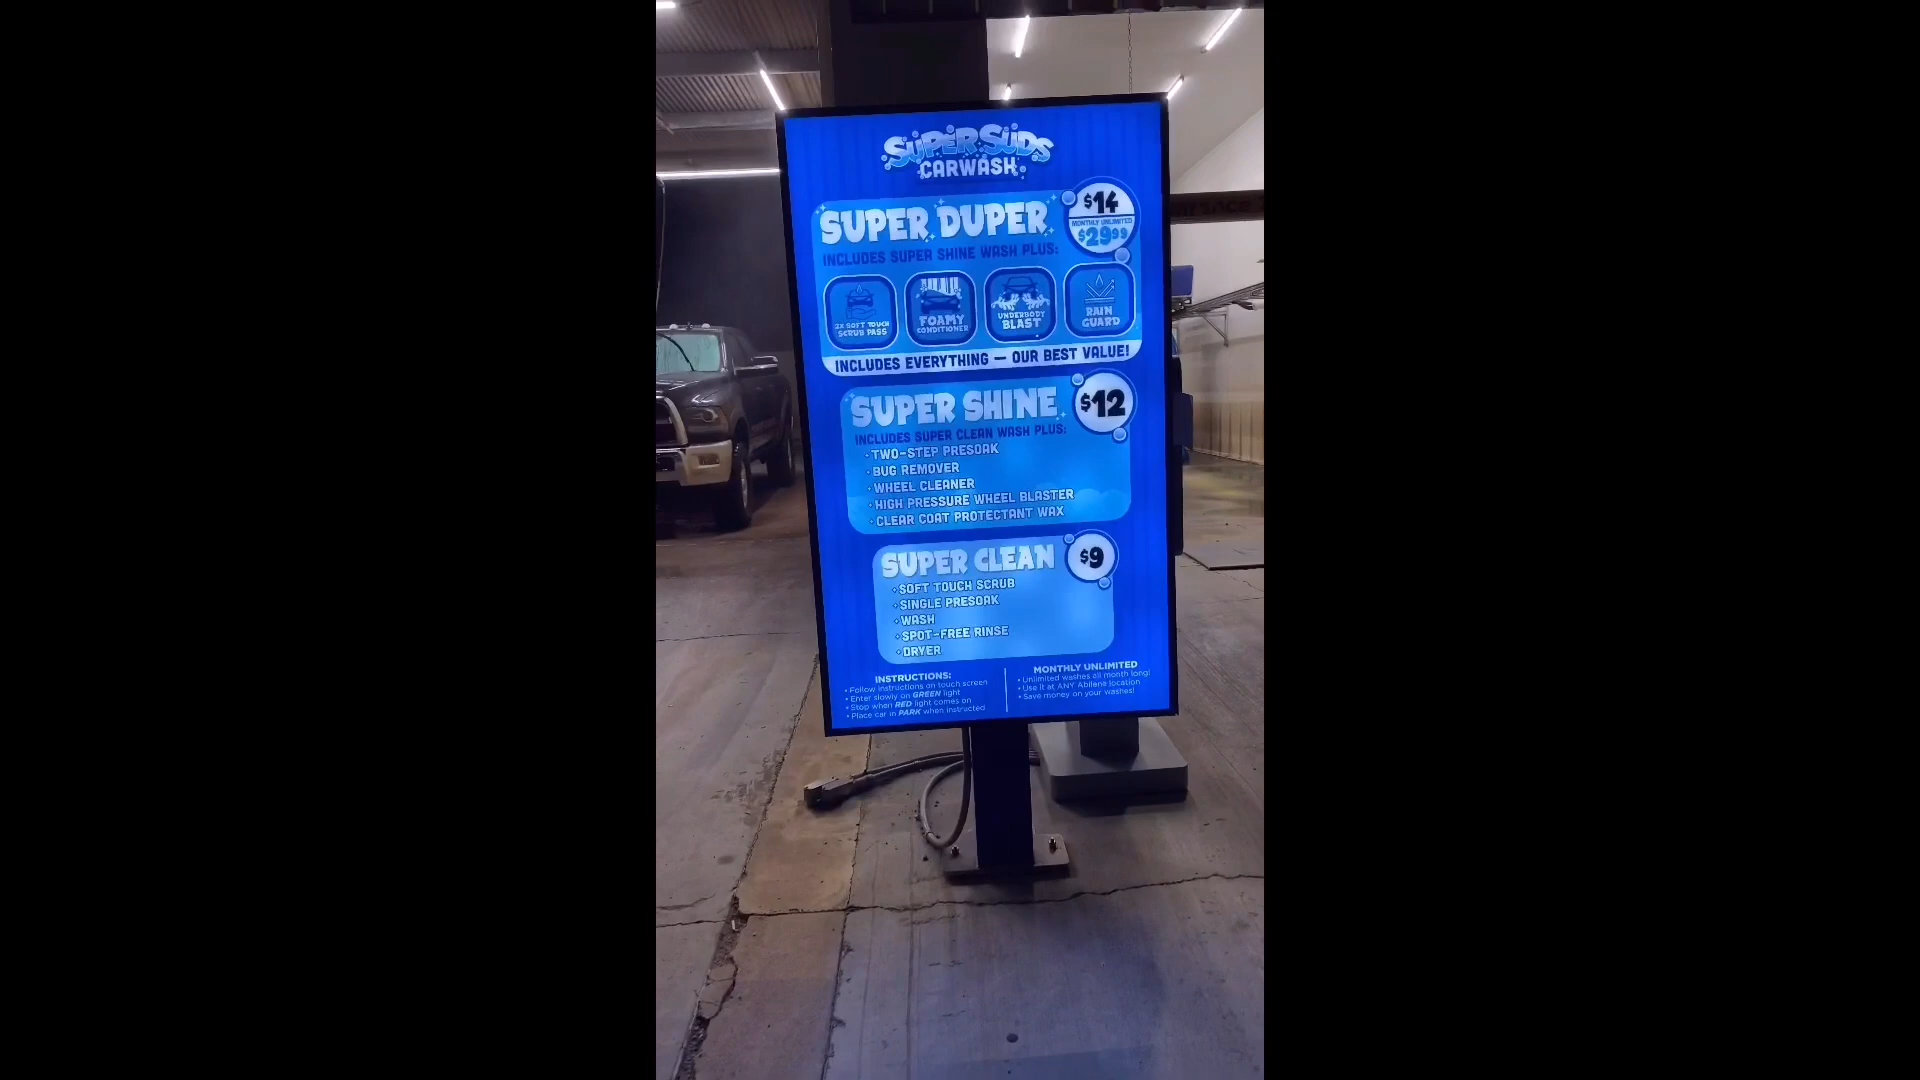 SUPER SUDS
CARWASH
SUPER DUPER
$14
MONTHLY UNLIMITED
$29.99
INCLUDES SUPER SHINE WASH PLUS:
2X SOFT TOUCH
SCRUB PASS
FOAMY
CONDITIONER
UNDERBODY
BLAST
RAIN
GUARD
INCLUDES EVERYTHING — OUR BEST VALUE!
SUPER SHINE
$12
INCLUDES SUPER CLEAN WASH PLUS:
• TWO-STEP PRESOAK
• BUG REMOVER
• WHEEL CLEANER
• HIGH PRESSURE WHEEL BLASTER
• CLEAR COAT PROTECTANT WAX
SUPER CLEAN
$9
• SOFT TOUCH SCRUB
• SINGLE PRESOAK
• WASH
• SPOT-FREE RINSE
• DRYER
INSTRUCTIONS:
• Follow instructions on touch screen
• Enter slowly on GREEN light
• Stop when RED light comes on
• Place car in PARK when instructed
MONTHLY UNLIMITED
• Unlimited washes all month long!
• Use it at ANY Abilene location
• Save money on your washes!